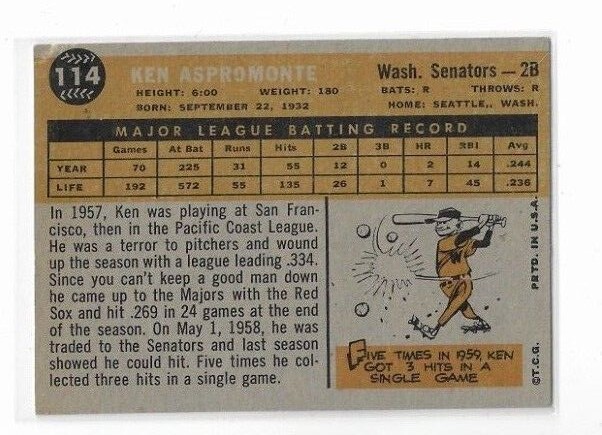 114
KEN ASPROMONTE
Wash. Senators — 2B
HEIGHT: 6:00 WEIGHT: 180 BATS: R THROWS: R
BORN: SEPTEMBER 22, 1932 HOME: SEATTLE,, WASH.
MAJOR LEAGUE BATTING RECORD
Games At Bat Runs Hits 2B 3B HR RBI Avg
YEAR 70 225 31 55 12 0 2 14 .244
LIFE 192 572 55 135 26 1 7 45 .236
In 1957, Ken was playing at San Fran-
cisco, then in the Pacific Coast League.
He was a terror to pitchers and wound
up the season with a league leading .334.
Since you can't keep a good man down
he came up to the Majors with the Red
Sox and hit .269 in 24 games at the end
of the season. On May 1, 1958, he was
traded to the Senators and last season
showed he could hit. Five times he col-
lected three hits in a single game.
W
FIVE TIMES IN 1959, KEN
GOT 3 HITS IN A
SINGLE GAME
©T.C.G. PRTD. IN U.S.A.